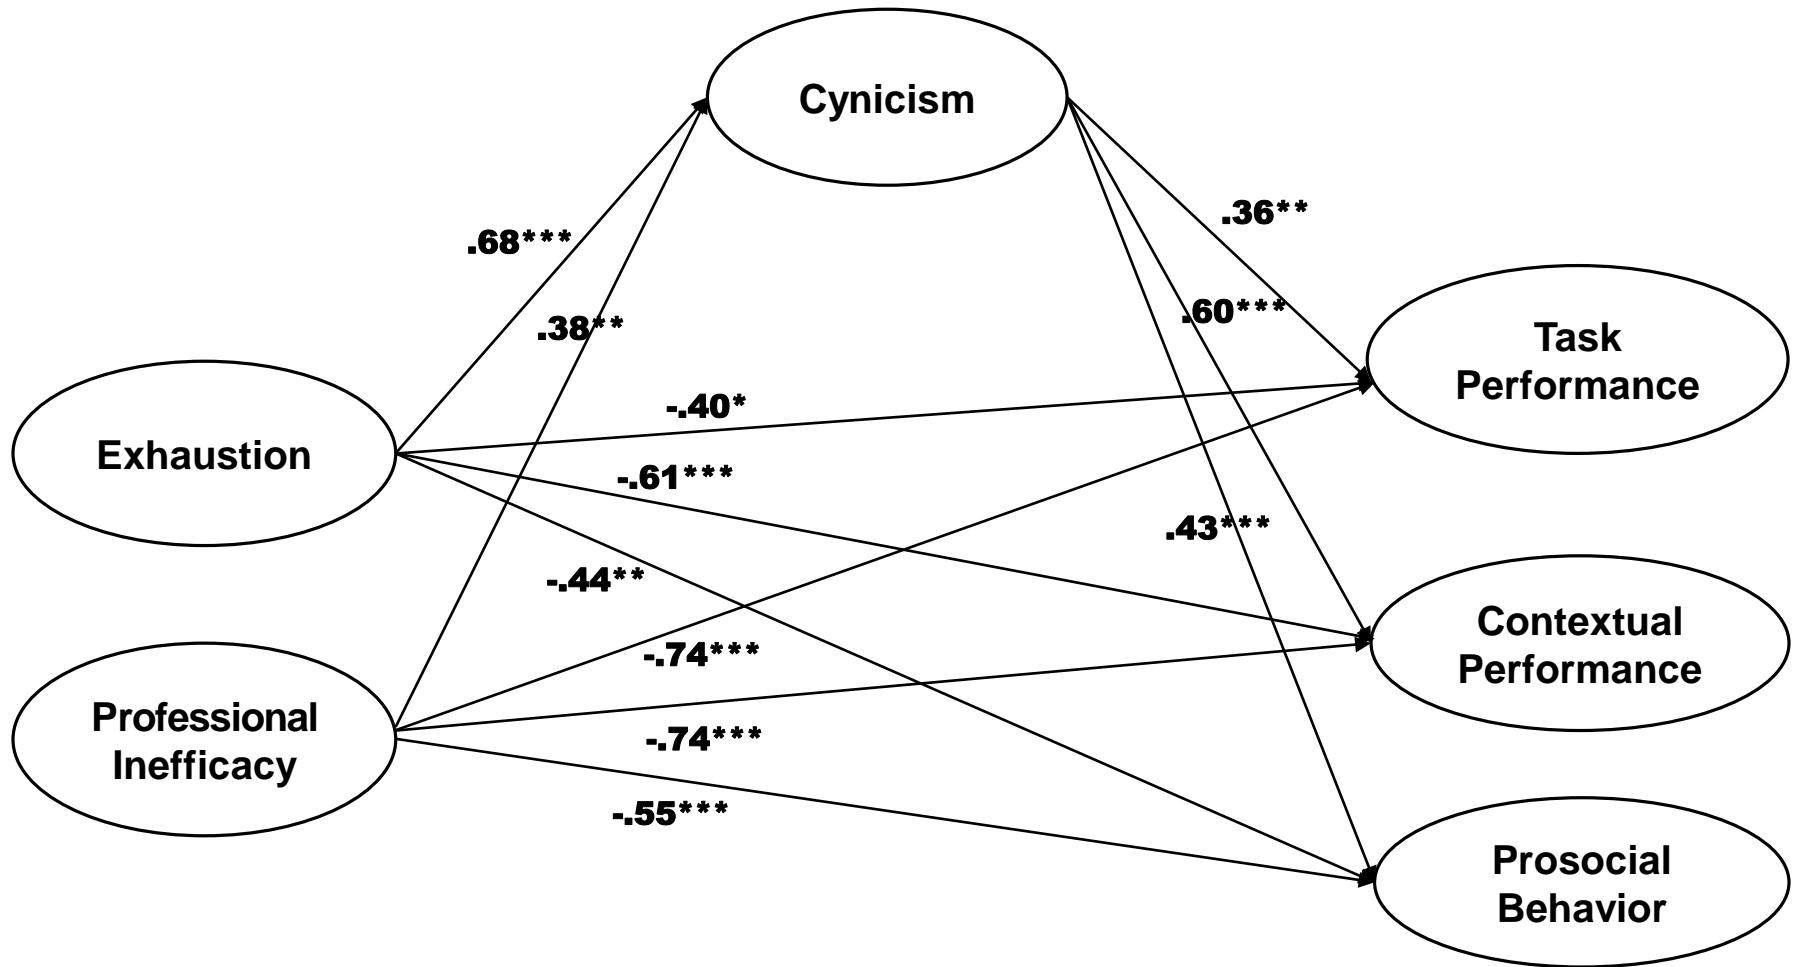 Cynicism
.36**
.68***
.60***
.38**
Task
Performance
-.40*
Exhaustion
-.61***
.43***
-.44**
Contextual
Performance
-.74***
Professional
Inefficacy
-.74***
-.55***
Prosocial
Behavior